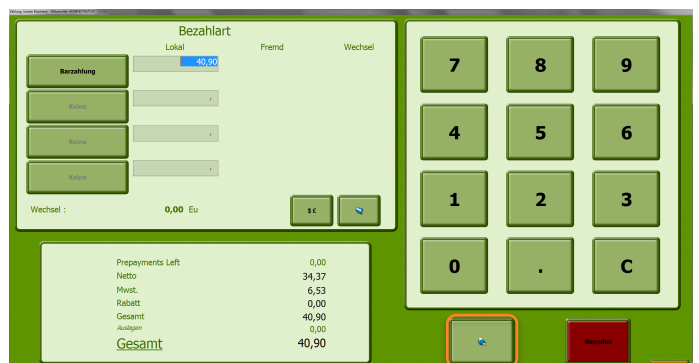 Bezahlart
Lokal Fremd Wechsel
Barzahlung 40,90
Keine ,
Keine ,
Keine ,
Wechsel : 0,00 Eu $ £
Prepayments Left 0,00
Netto 34,37
Mwst. 6,53
Rabatt 0,00
Gesamt 40,90
Auslagen 0,00
Gesamt 40,90
7 8 9
4 5 6
1 2 3
0 . C
Beenden